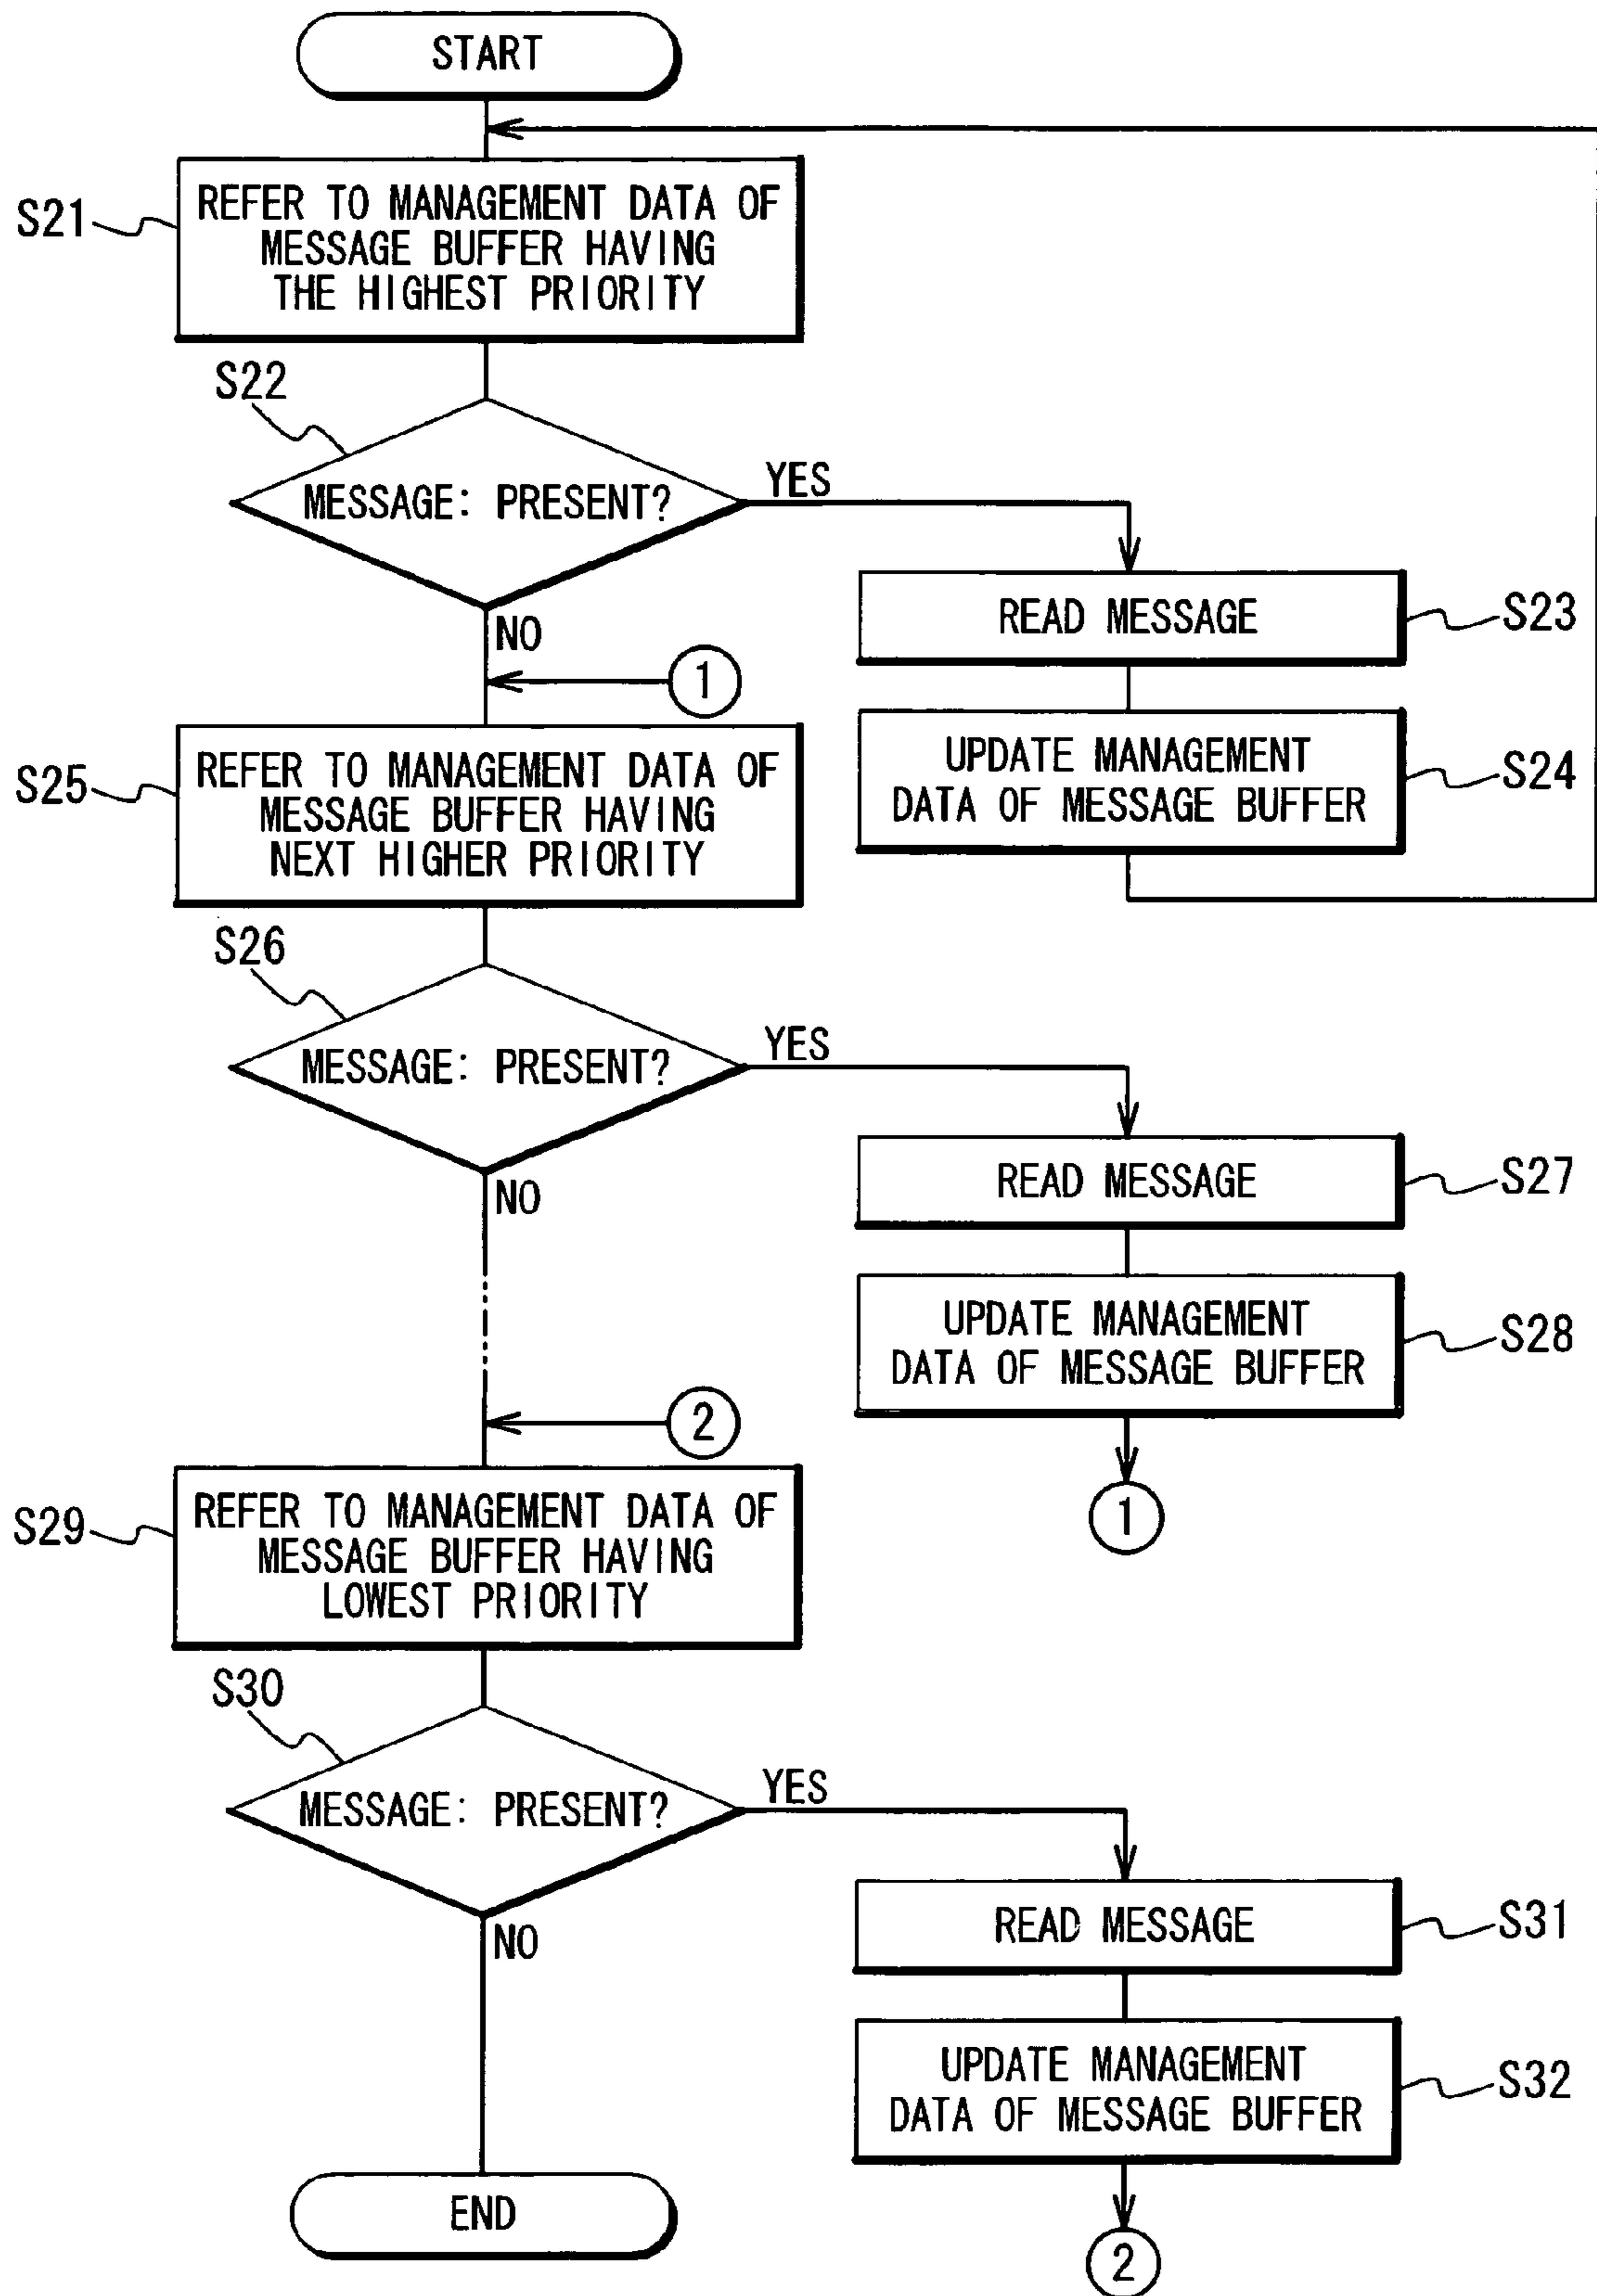 START
S21
REFER TO MANAGEMENT DATA OF
MESSAGE BUFFER HAVING
THE HIGHEST PRIORITY
S22
MESSAGE: PRESENT?
YES
NO
READ MESSAGE
S23
1
UPDATE MANAGEMENT
DATA OF MESSAGE BUFFER
S24
S25
REFER TO MANAGEMENT DATA OF
MESSAGE BUFFER HAVING
NEXT HIGHER PRIORITY
S26
MESSAGE: PRESENT?
YES
NO
READ MESSAGE
S27
UPDATE MANAGEMENT
DATA OF MESSAGE BUFFER
S28
1
2
S29
REFER TO MANAGEMENT DATA OF
MESSAGE BUFFER HAVING
LOWEST PRIORITY
S30
MESSAGE: PRESENT?
YES
NO
READ MESSAGE
S31
UPDATE MANAGEMENT
DATA OF MESSAGE BUFFER
S32
2
END